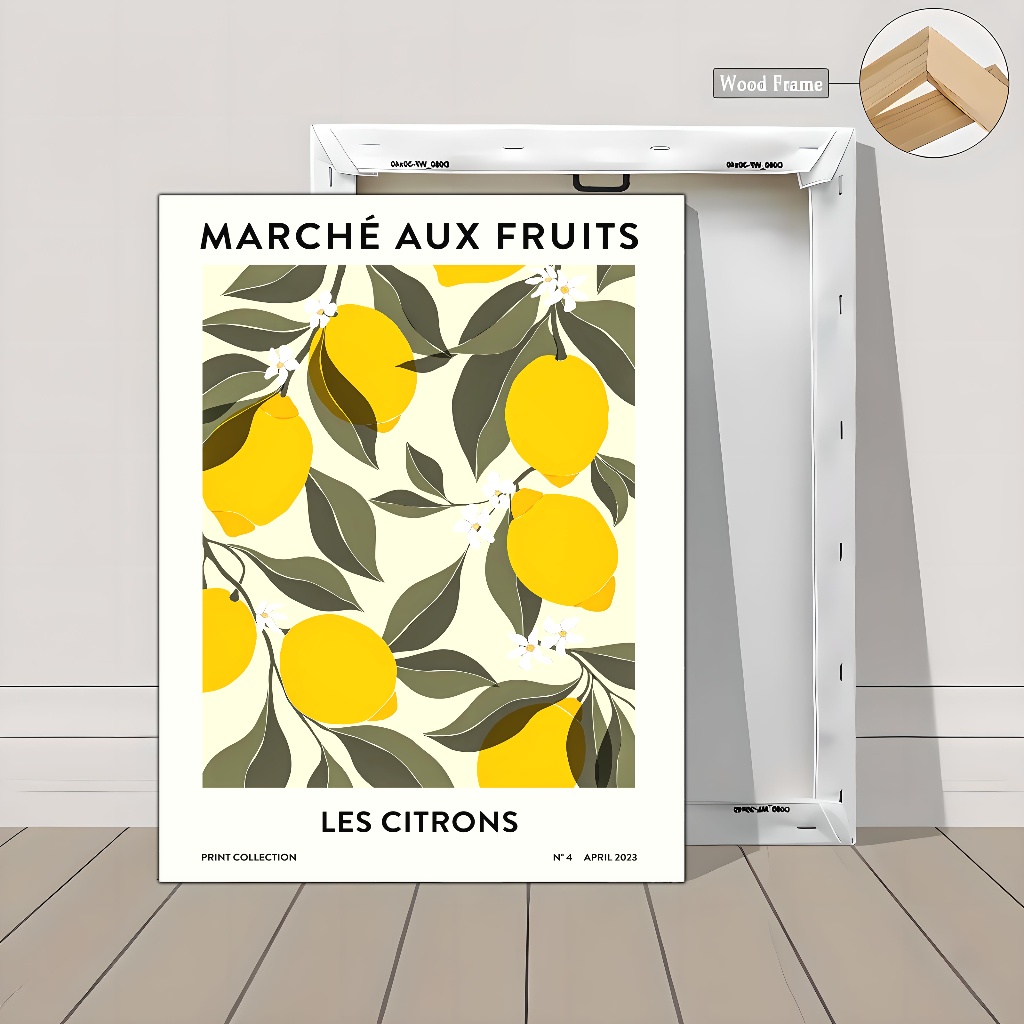 Wood Frame
MARCHÉ AUX FRUITS
LES CITRONS
PRINT COLLECTION
N° 4 APRIL 2023